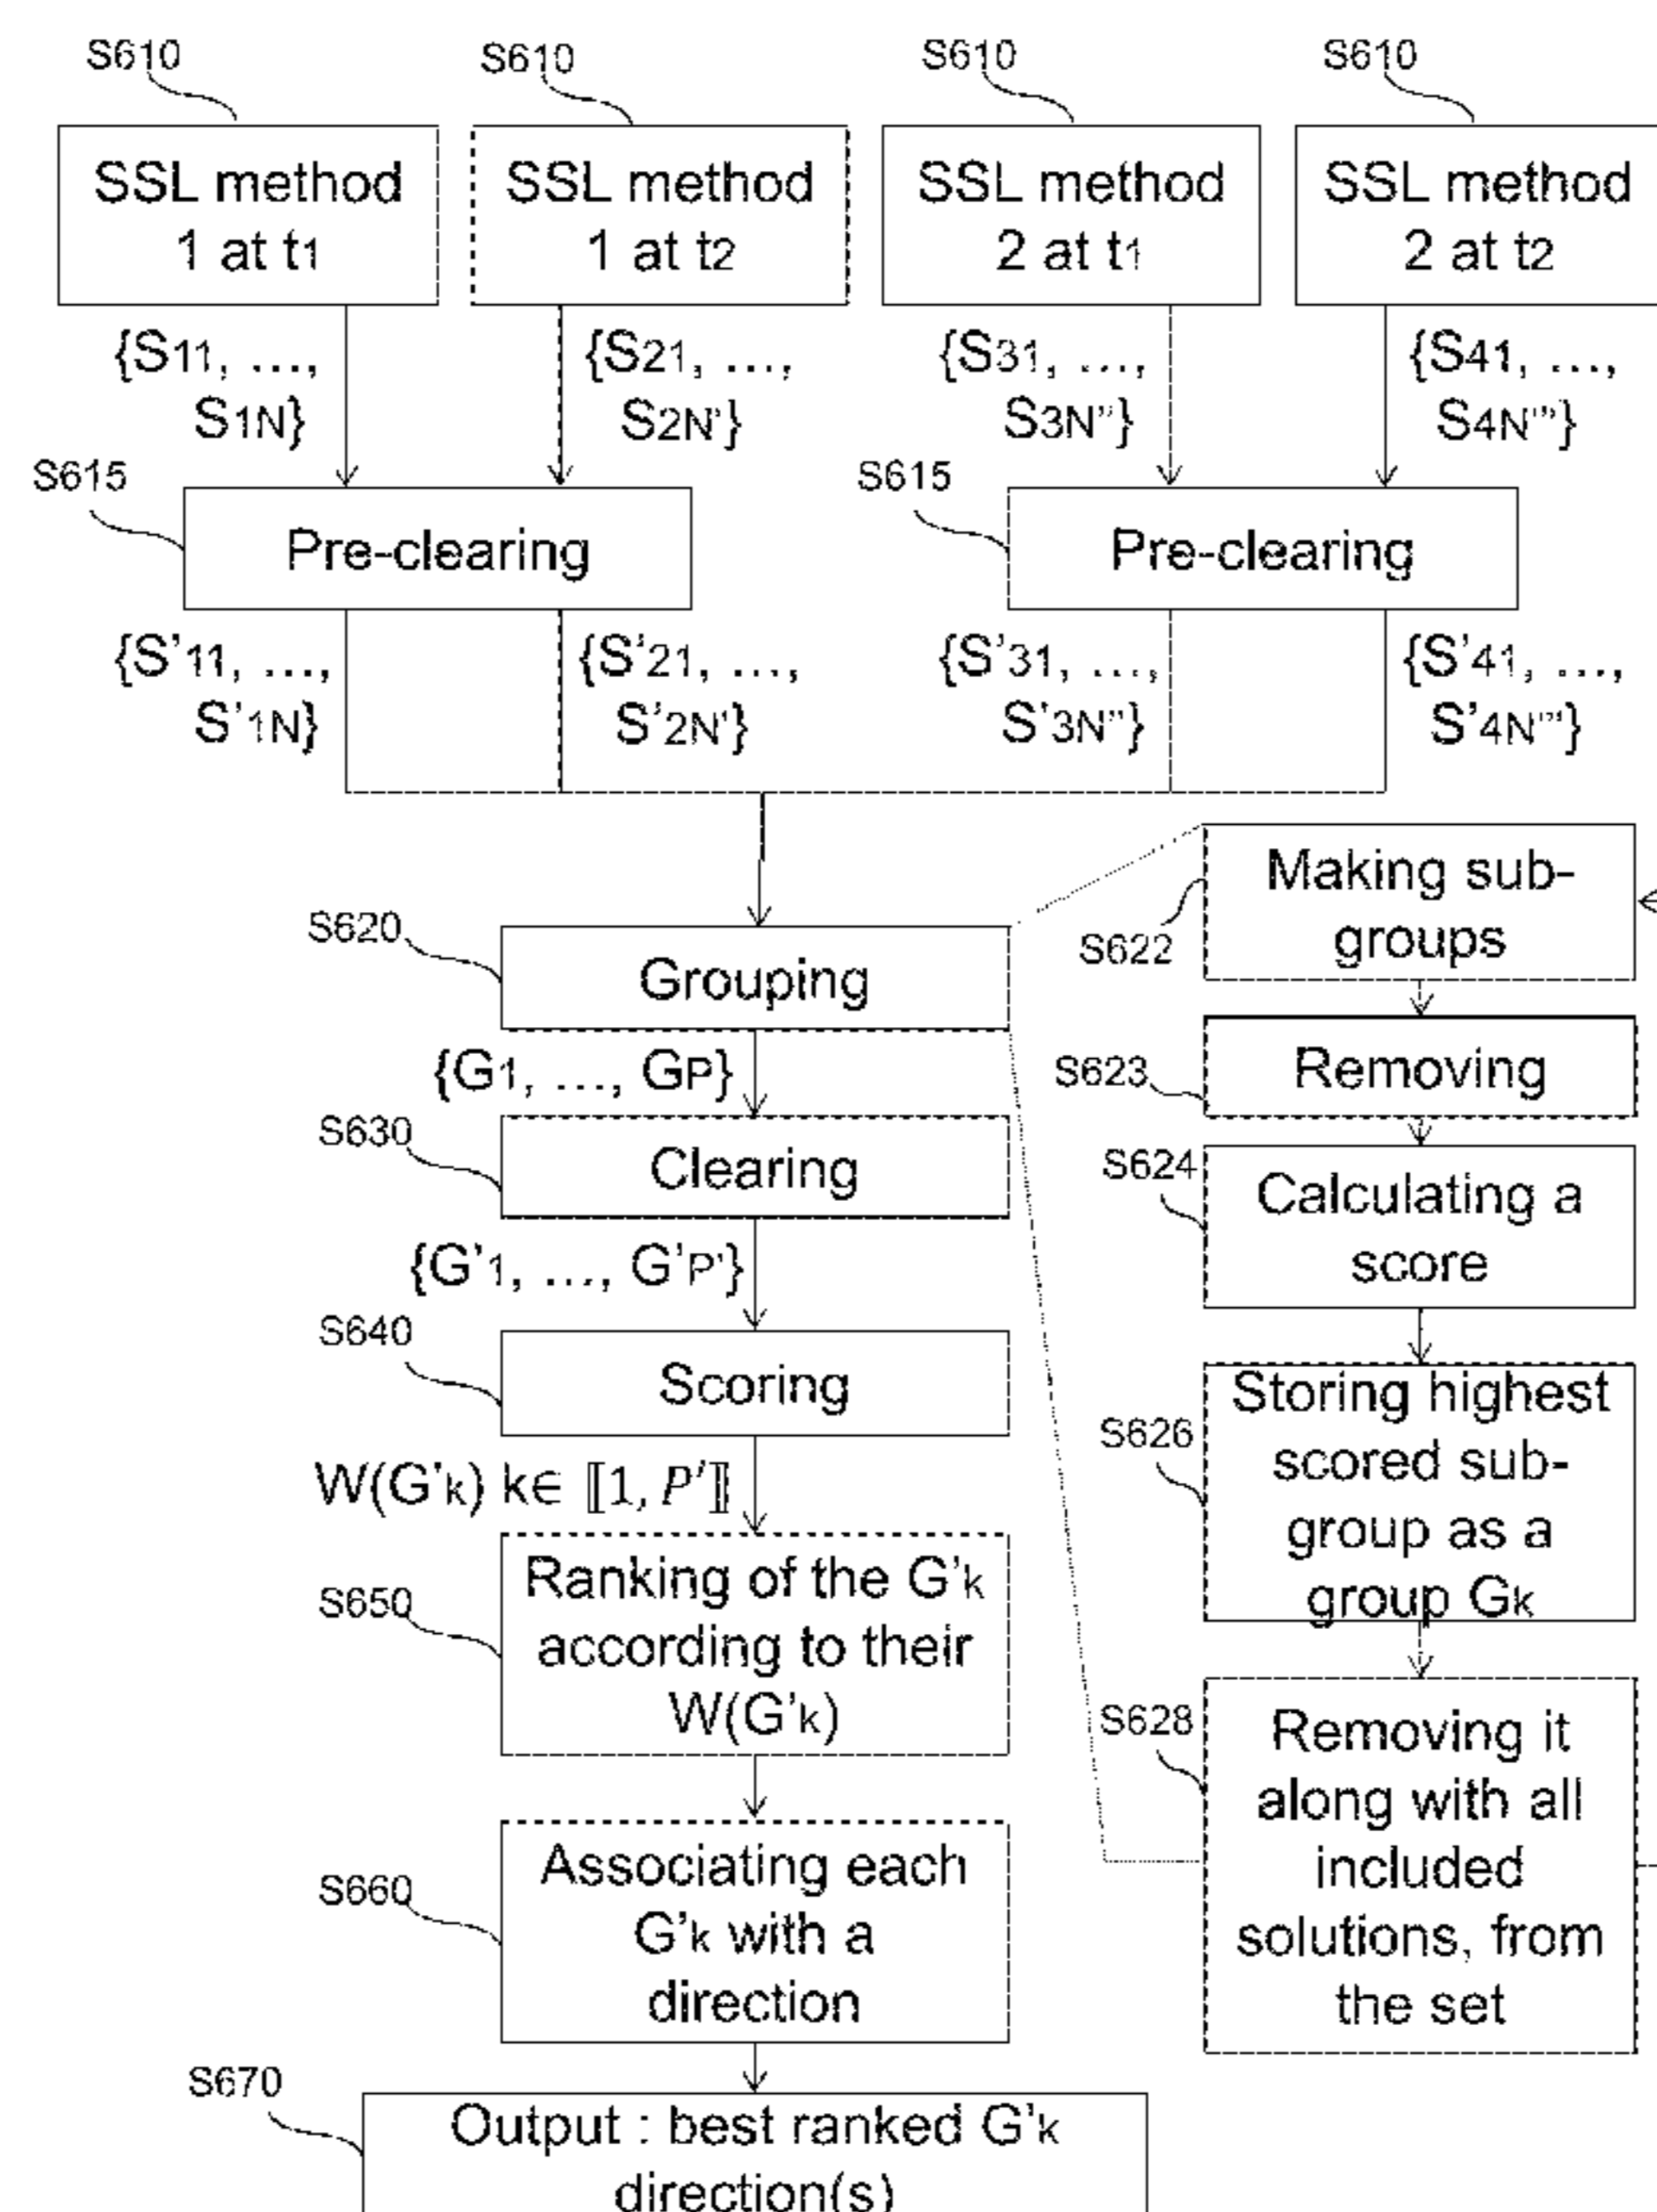 S610
S610
S610
S610
SSL method
1 at t1
SSL method
1 at t2
SSL method
2 at t1
SSL method
2 at t2
{S11, ...,
S1N}
{S21, ...,
S2N'}
{S31, ...,
S3N''}
{S41, ...,
S4N'''}
S615
Pre-clearing
S615
Pre-clearing
{S'11, ...,
S'1N}
{S'21, ...,
S'2N'}
{S'31, ...,
S'3N''}
{S'41, ...,
S'4N'''}
S620
Grouping
{G1, ..., GP}
S630
Clearing
{G'1, ..., G'P'}
S640
Scoring
W(G'k) k∈ ⟦1, P'⟧
S650
Ranking of the G'k
according to their
W(G'k)
S660
Associating each
G'k with a
direction
S670
Output : best ranked G'k
direction(s)
S622
Making sub-
groups
S623
Removing
S624
Calculating a
score
S626
Storing highest
scored sub-
group as a
group Gk
S628
Removing it
along with all
included
solutions, from
the set